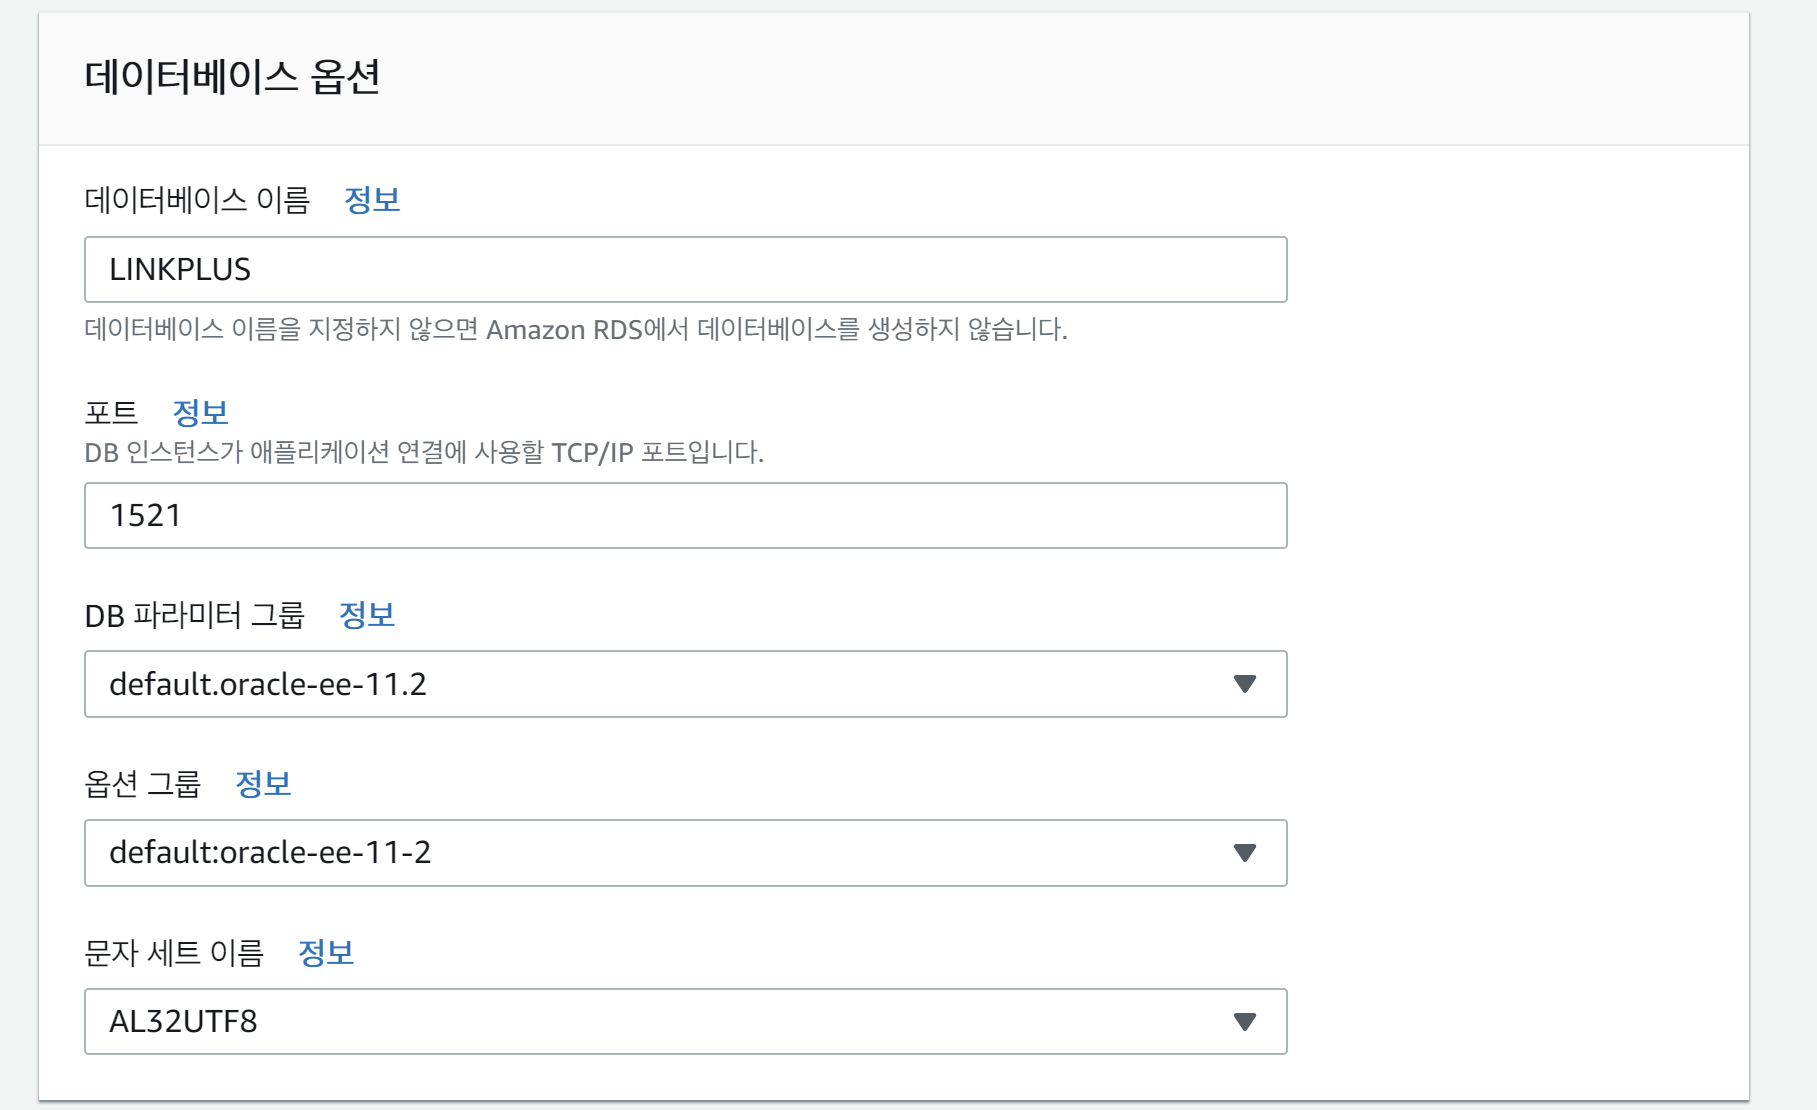 데이터베이스 옵션
데이터베이스 이름 정보
LINKPLUS
데이터베이스 이름을 지정하지 않으면 Amazon RDS에서 데이터베이스를 생성하지 않습니다.
포트 정보
DB 인스턴스가 애플리케이션 연결에 사용할 TCP/IP 포트입니다.
1521
DB 파라미터 그룹 정보
default.oracle-ee-11.2
옵션 그룹 정보
default:oracle-ee-11-2
문자 세트 이름 정보
AL32UTF8